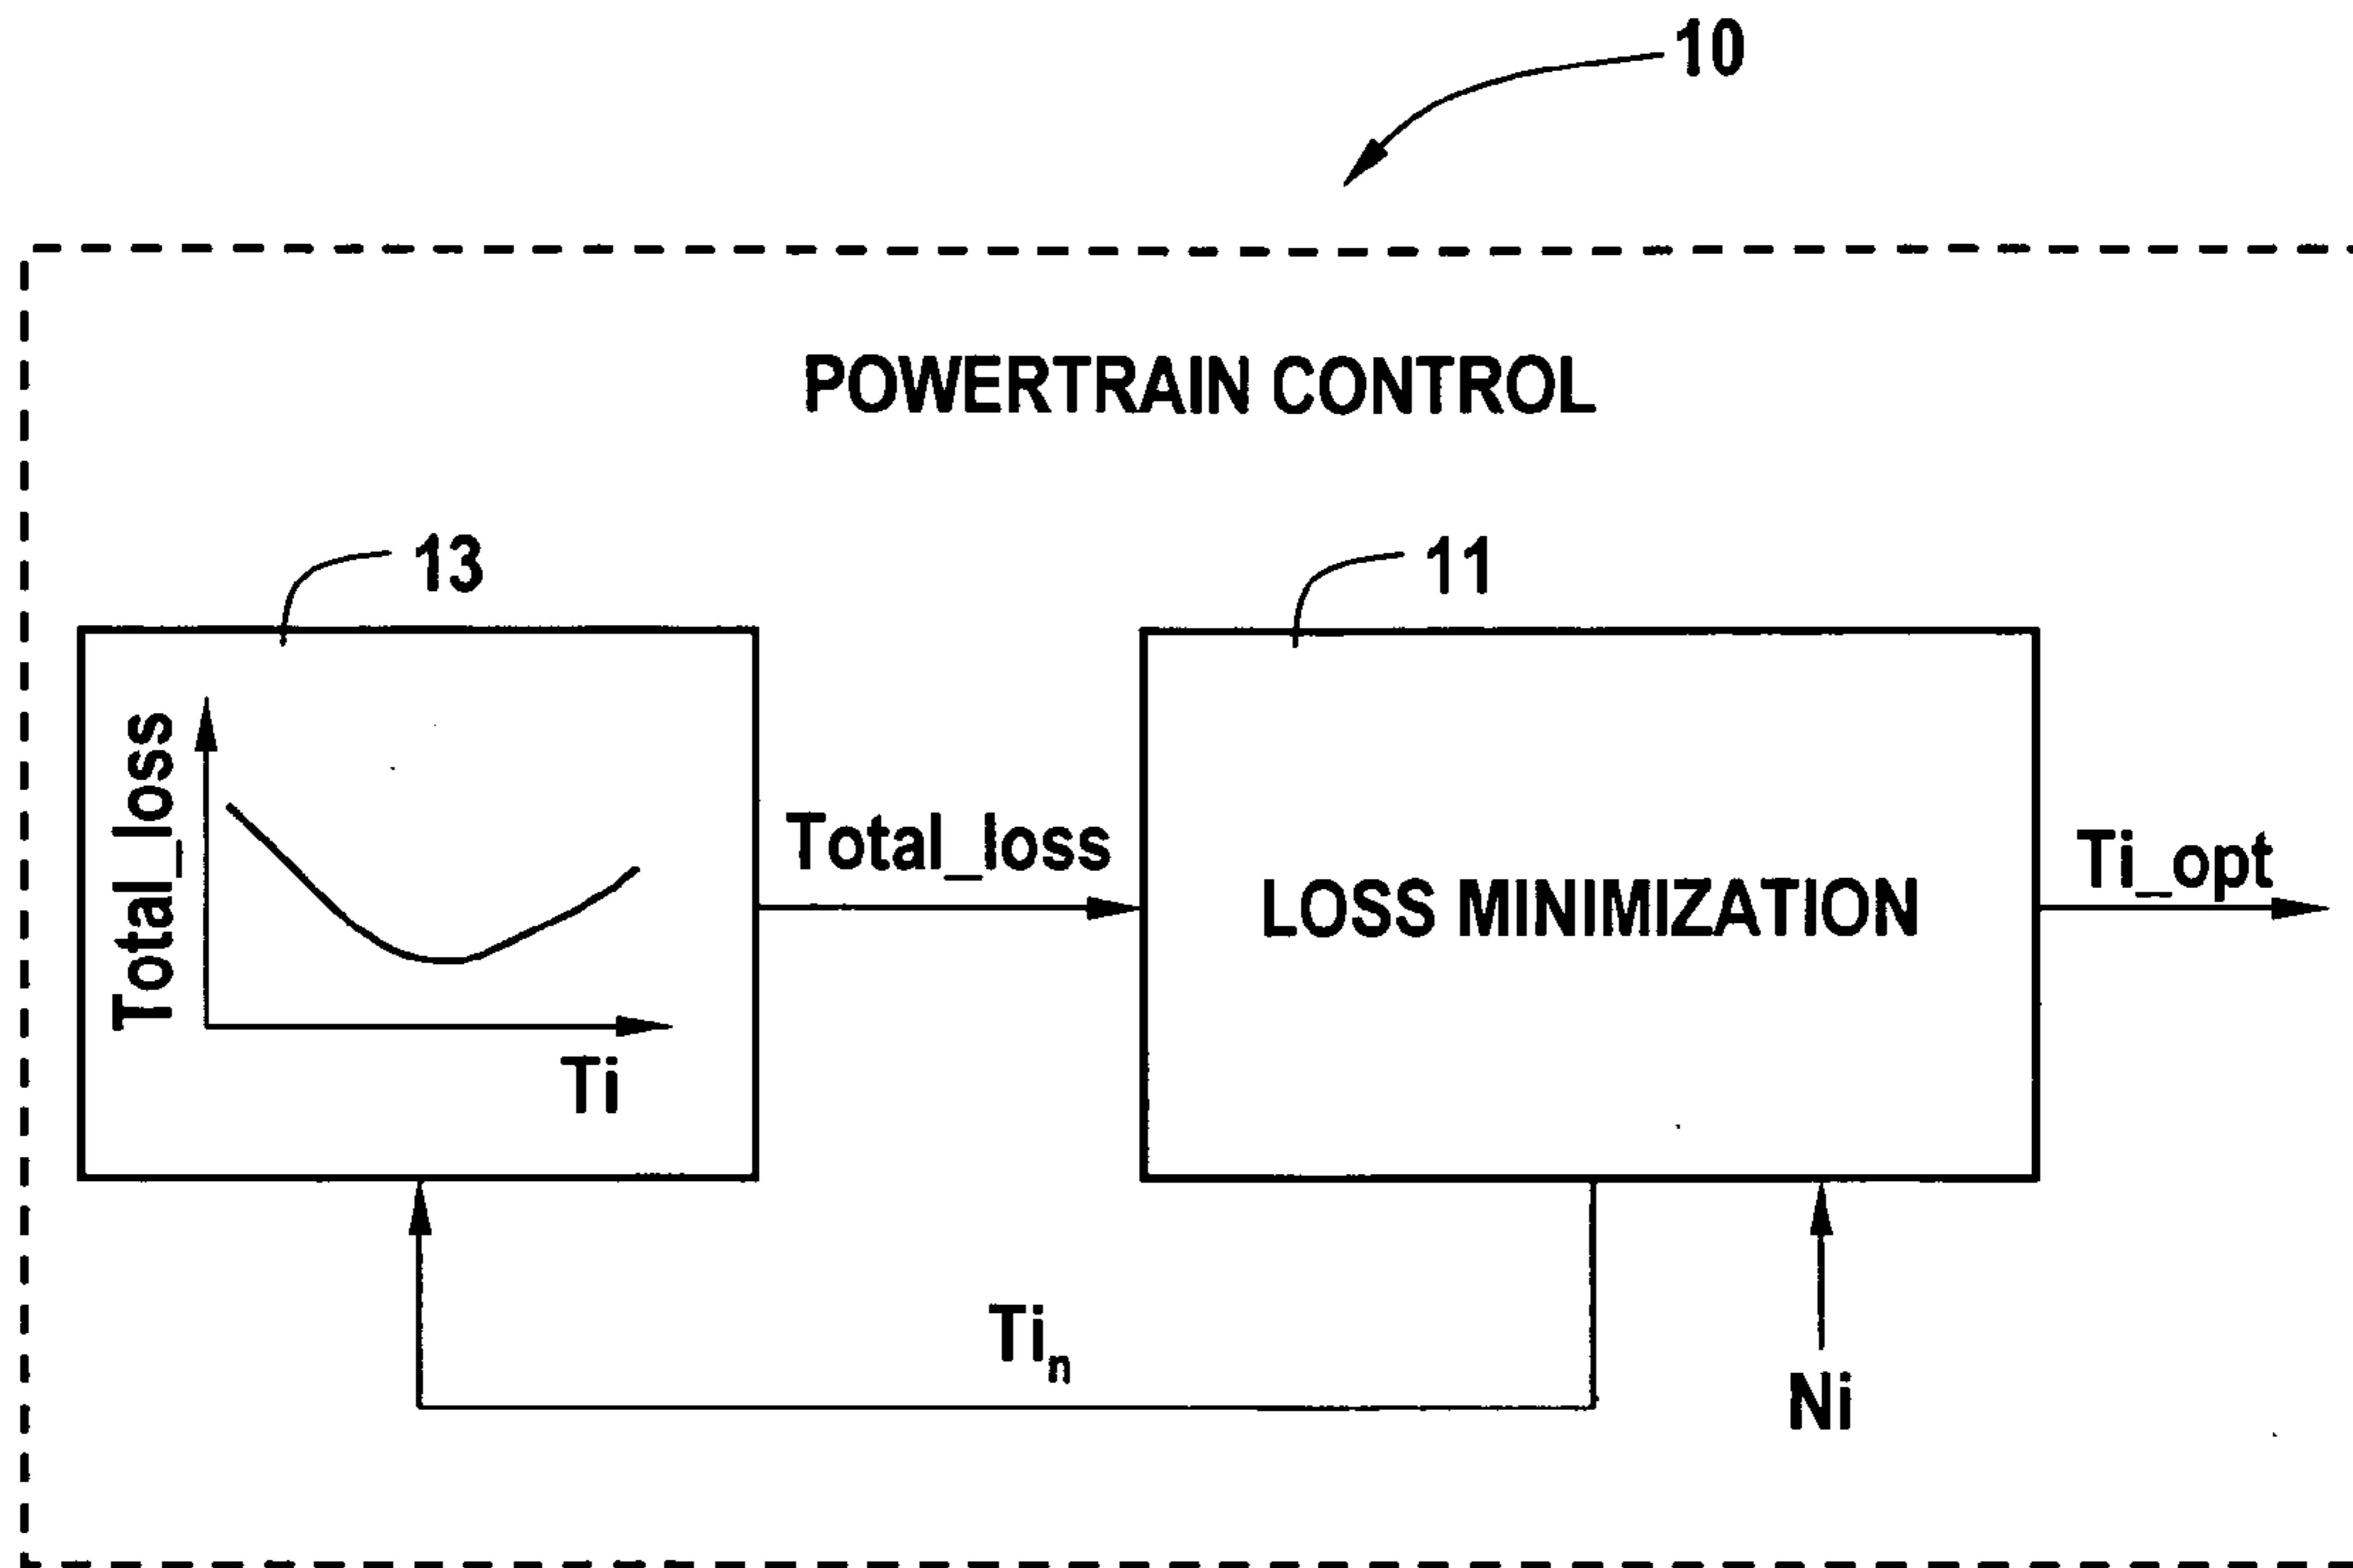 10
POWERTRAIN CONTROL
13
11
Total_loss
Ti
Total_loss
LOSS MINIMIZATION
Ti_opt
Tin
Ni